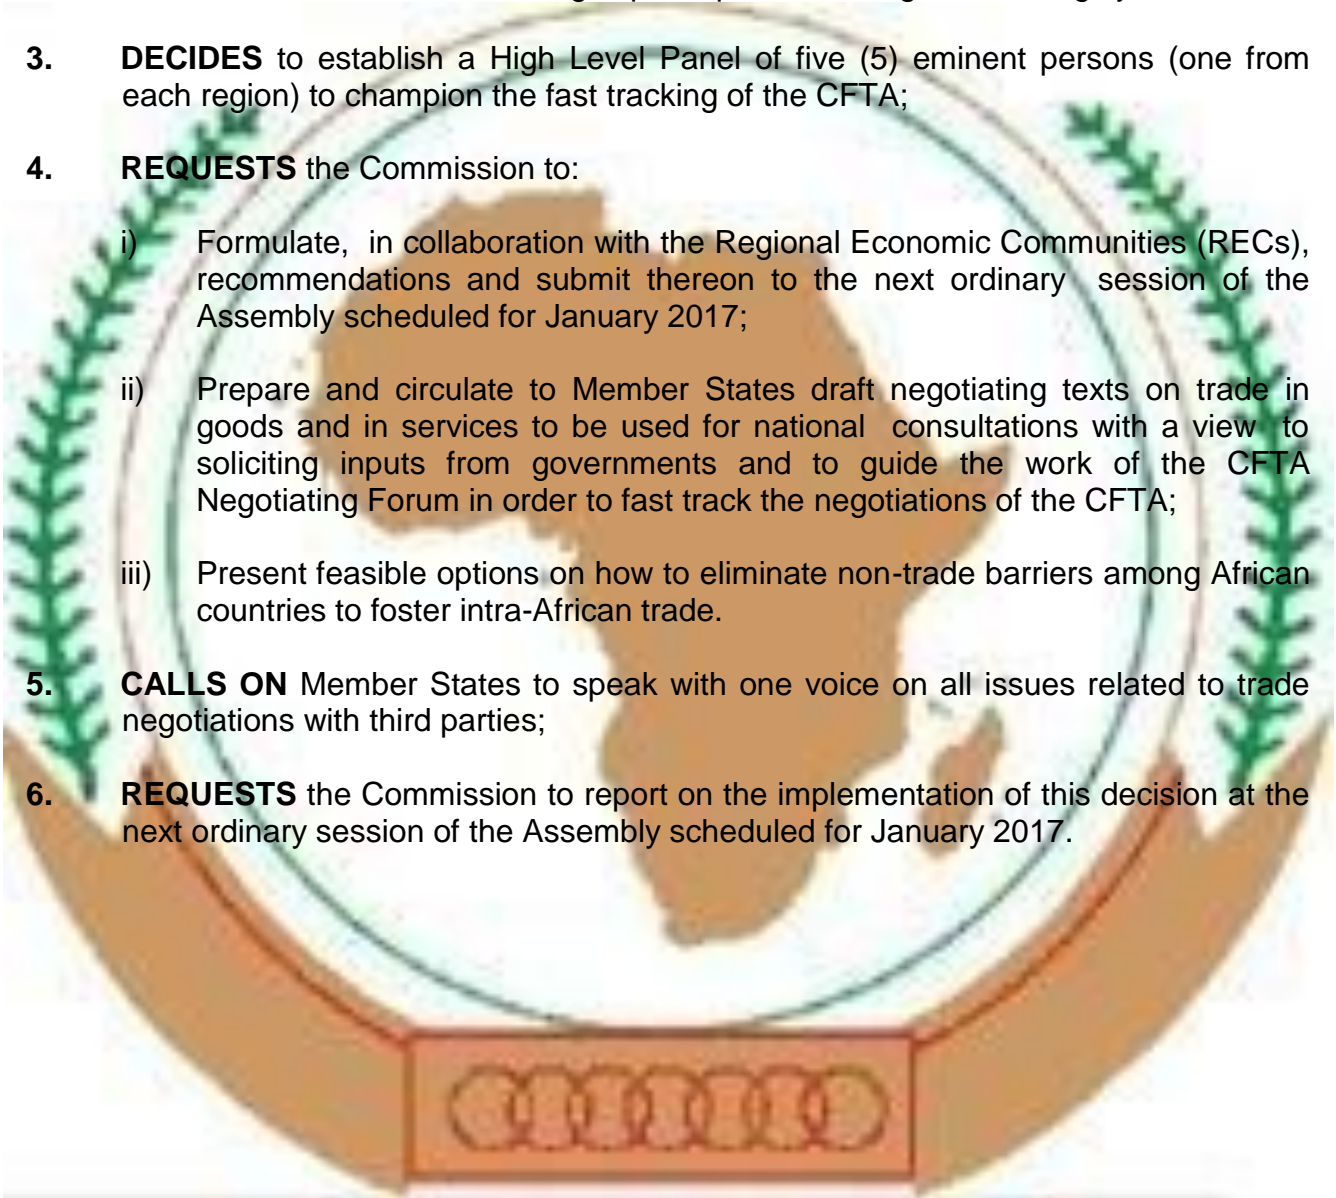 3. DECIDES to establish a High Level Panel of five (5) eminent persons (one from
each region) to champion the fast tracking of the CFTA;
4. REQUESTS the Commission to:
i) Formulate, in collaboration with the Regional Economic Communities (RECs),
recommendations and submit thereon to the next ordinary session of the
Assembly scheduled for January 2017;
ii) Prepare and circulate to Member States draft negotiating texts on trade in
goods and in services to be used for national consultations with a view to
soliciting inputs from governments and to guide the work of the CFTA
Negotiating Forum in order to fast track the negotiations of the CFTA;
iii) Present feasible options on how to eliminate non-trade barriers among African
countries to foster intra-African trade.
5. CALLS ON Member States to speak with one voice on all issues related to trade
negotiations with third parties;
6. REQUESTS the Commission to report on the implementation of this decision at the
next ordinary session of the Assembly scheduled for January 2017.